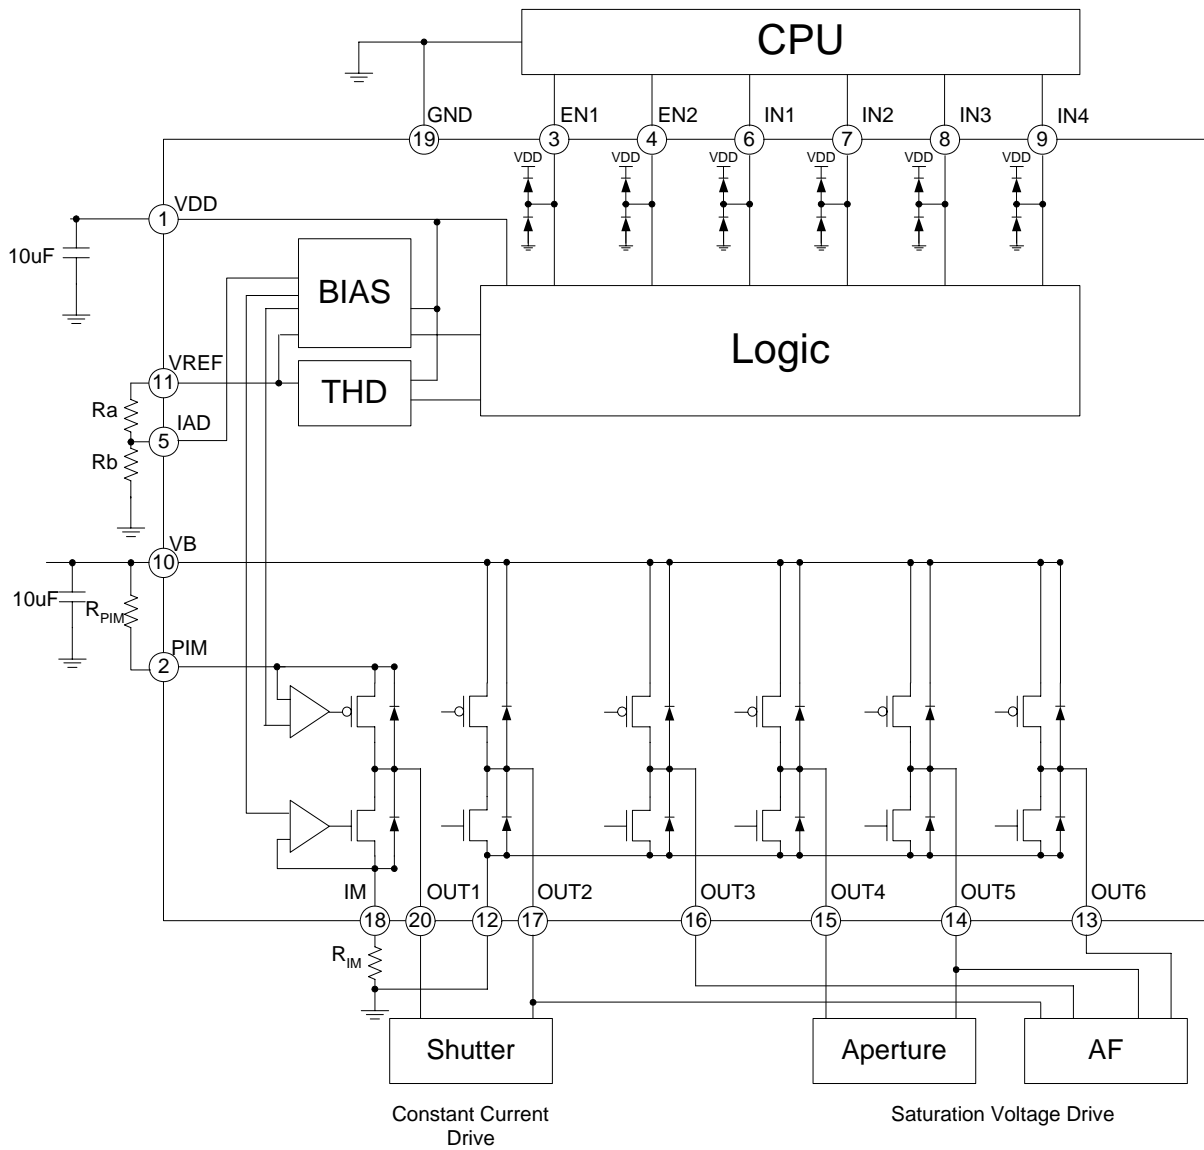 CPU
GND
EN1
EN2
IN1
IN2
IN3
IN4
19
3
4
6
7
8
9
VDD
VDD
VDD
VDD
VDD
VDD
VDD
1
10uF
BIAS
Logic
VREF
11
THD
Ra
IAD
5
Rb
VB
10
10uF
RPIM
PIM
2
IM
OUT1
OUT2
OUT3
OUT4
OUT5
OUT6
18
20
12
17
16
15
14
13
RIM
Shutter
Aperture
AF
Constant Current
Drive
Saturation Voltage Drive